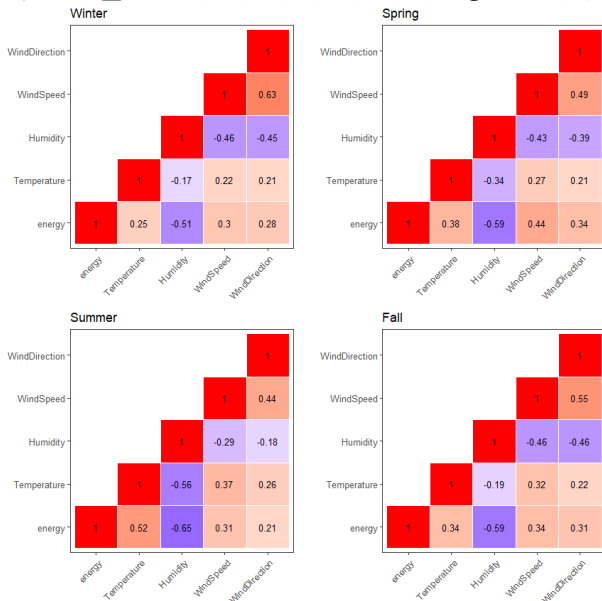 Winter
WindDirection 1
WindSpeed 1 0.63
Humidity 1 -0.46 -0.45
Temperature 1 -0.17 0.22 0.21
energy 1 0.25 -0.51 0.3 0.28
energy Temperature Humidity WindSpeed WindDirection
Spring
WindDirection 1
WindSpeed 1 0.49
Humidity 1 -0.43 -0.39
Temperature 1 -0.34 0.27 0.21
energy 1 0.38 -0.59 0.44 0.34
energy Temperature Humidity WindSpeed WindDirection
Summer
WindDirection 1
WindSpeed 1 0.44
Humidity 1 -0.29 -0.18
Temperature 1 -0.56 0.37 0.26
energy 1 0.52 -0.65 0.31 0.21
energy Temperature Humidity WindSpeed WindDirection
Fall
WindDirection 1
WindSpeed 1 0.55
Humidity 1 -0.46 -0.46
Temperature 1 -0.19 0.32 0.22
energy 1 0.34 -0.59 0.34 0.31
energy Temperature Humidity WindSpeed WindDirection